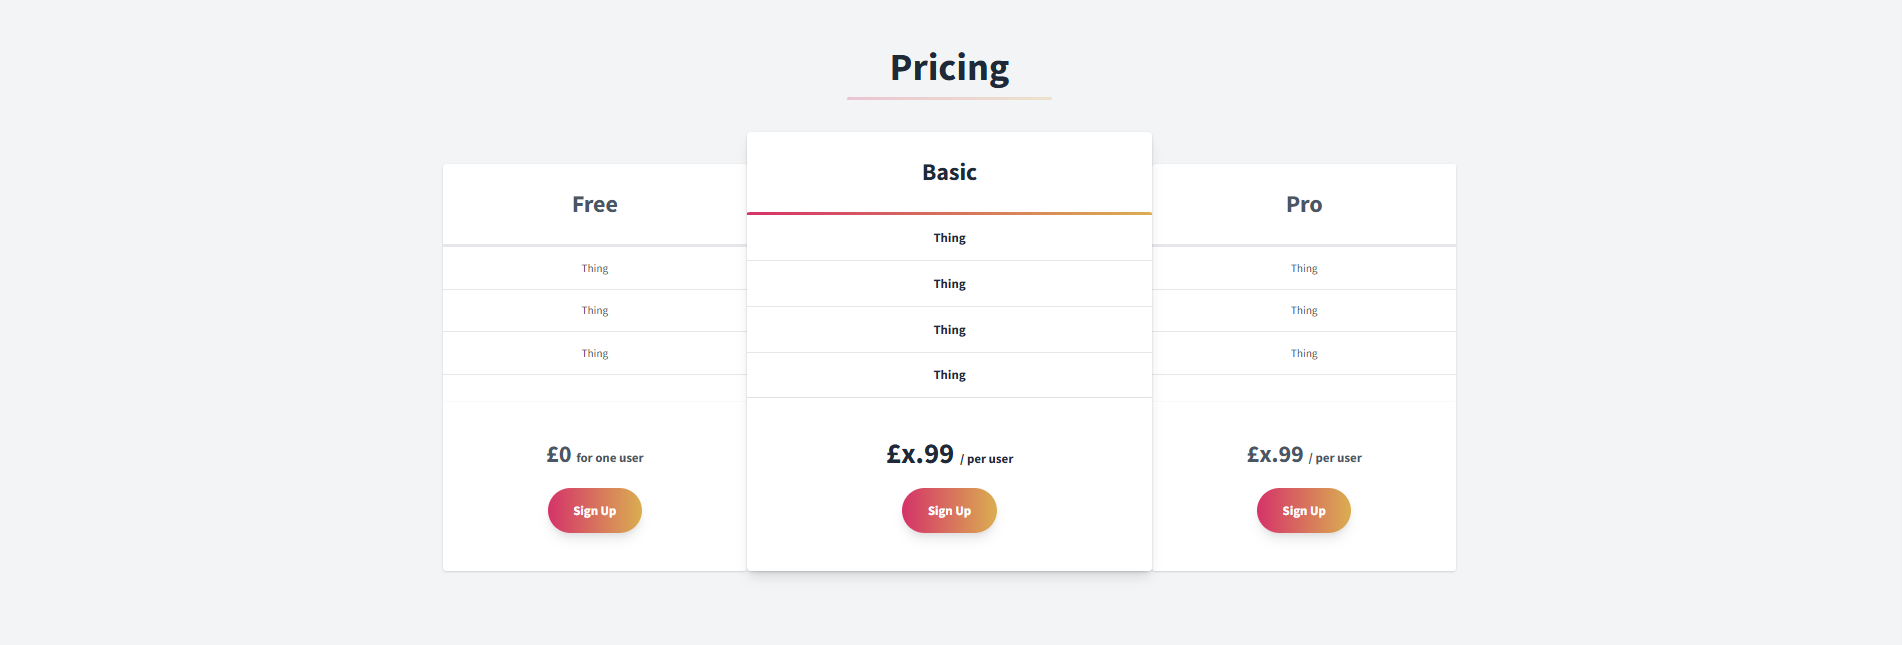 Pricing
Free
Thing
Thing
Thing
£0 for one user
Sign Up
Basic
Thing
Thing
Thing
Thing
£x.99 / per user
Sign Up
Pro
Thing
Thing
Thing
£x.99 / per user
Sign Up